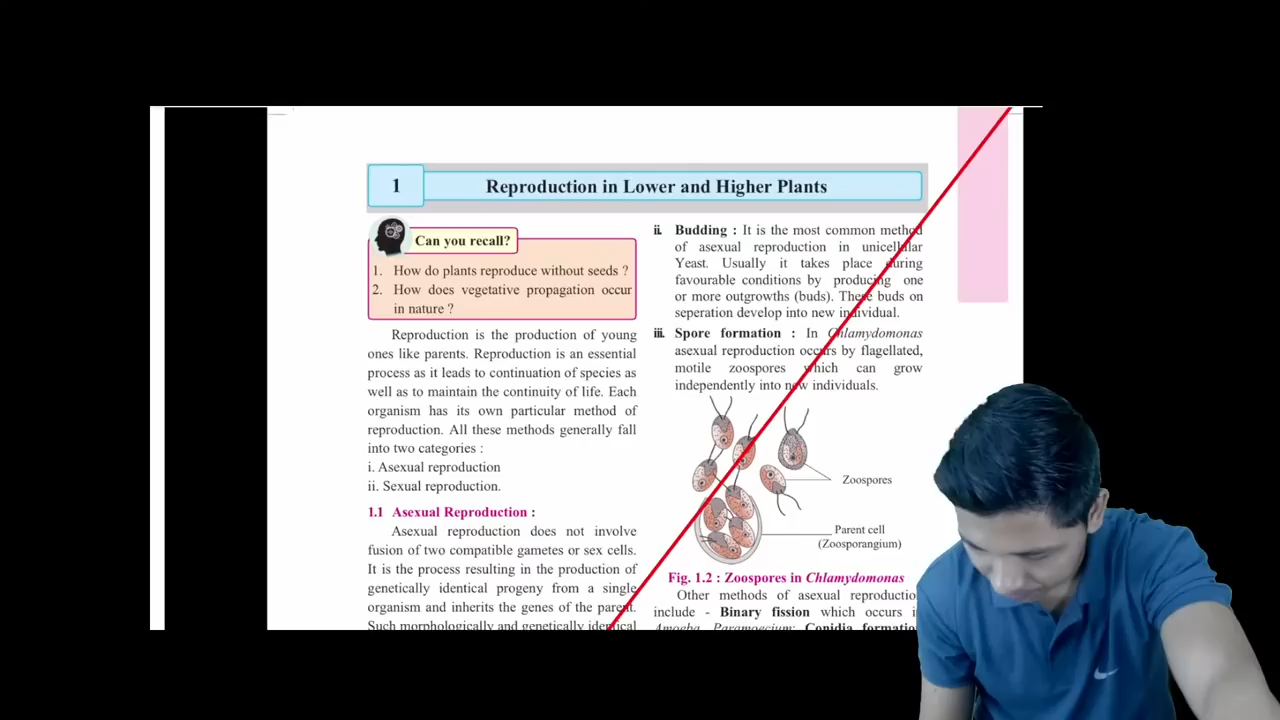 1
Reproduction in Lower and Higher Plants
Can you recall?
1. How do plants reproduce without seeds ?
2. How does vegetative propagation occur
in nature ?
Reproduction is the production of young
ones like parents. Reproduction is an essential
process as it leads to continuation of species as
well as to maintain the continuity of life. Each
organism has its own particular method of
reproduction. All these methods generally fall
into two categories :
i. Asexual reproduction
ii. Sexual reproduction.
1.1 Asexual Reproduction :
Asexual reproduction does not involve
fusion of two compatible gametes or sex cells.
It is the process resulting in the production of
genetically identical progeny from a single
organism and inherits the genes of the parent.
Such morphologically and genetically identical
ii. Budding : It is the most common method
of asexual reproduction in unicellular
Yeast. Usually it takes place during
favourable conditions by producing one
or more outgrowths (buds). These buds on
seperation develop into new individual.
iii. Spore formation : In Chlamydomonas
asexual reproduction occurs by flagellated,
motile zoospores which can grow
independently into new individuals.
Zoospores
Parent cell
(Zoosporangium)
Fig. 1.2 : Zoospores in Chlamydomonas
Other methods of asexual reproduction
include - Binary fission which occurs i
Amoeba, Paramoecium; Conidia formation